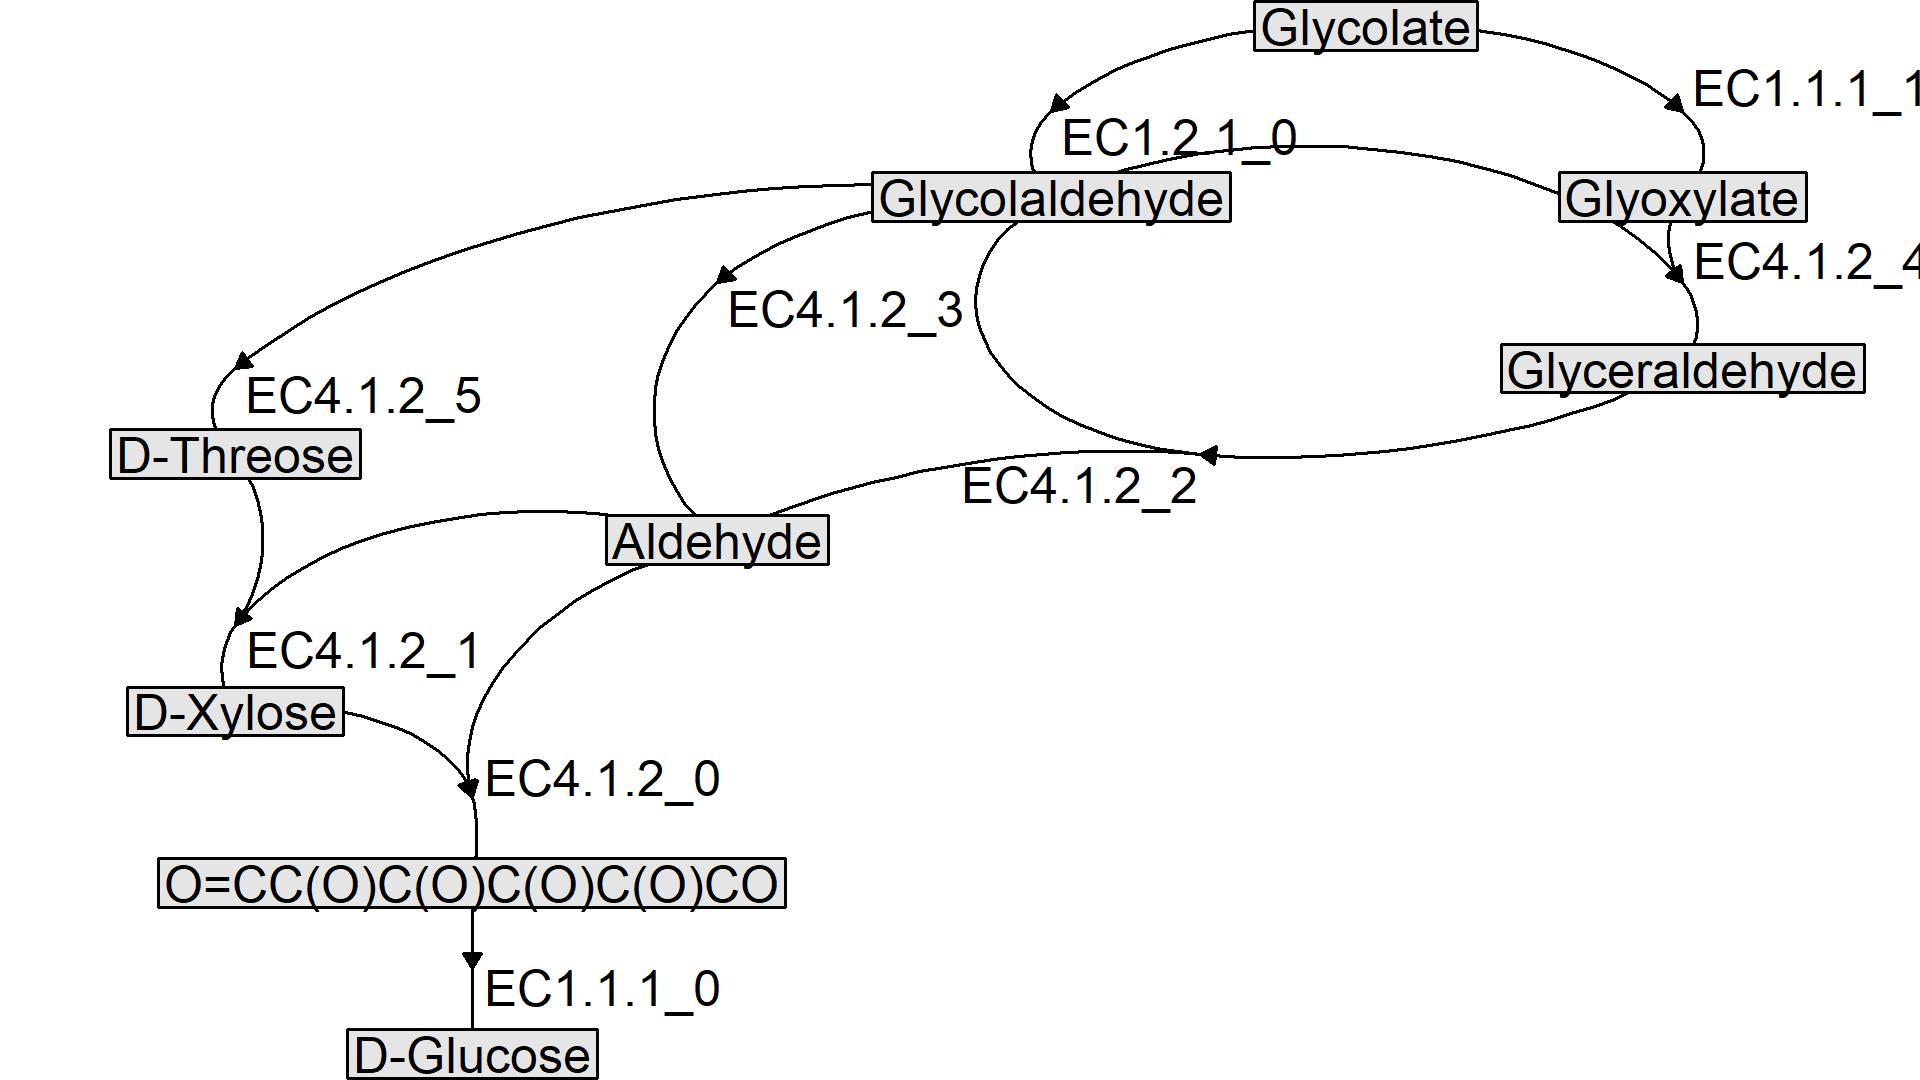 Glycolate
EC1.1.1_1
EC1.2.1_0
Glycolaldehyde
Glyoxylate
EC4.1.2_4
EC4.1.2_3
Glyceraldehyde
EC4.1.2_5
D-Threose
EC4.1.2_2
Aldehyde
EC4.1.2_1
D-Xylose
EC4.1.2_0
O=CC(O)C(O)C(O)C(O)CO
EC1.1.1_0
D-Glucose